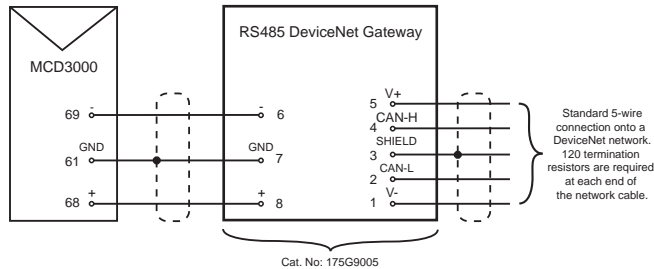 RS485 DeviceNet Gateway
MCD3000
69 -
- 6
GND
61
GND
7
+
68
+
8
V+
5
CAN-H
4
SHIELD
3
CAN-L
2
V-
1
Standard 5-wire
connection onto a
DeviceNet network.
120 termination
resistors are required
at each end of
the network cable.
Cat. No: 175G9005